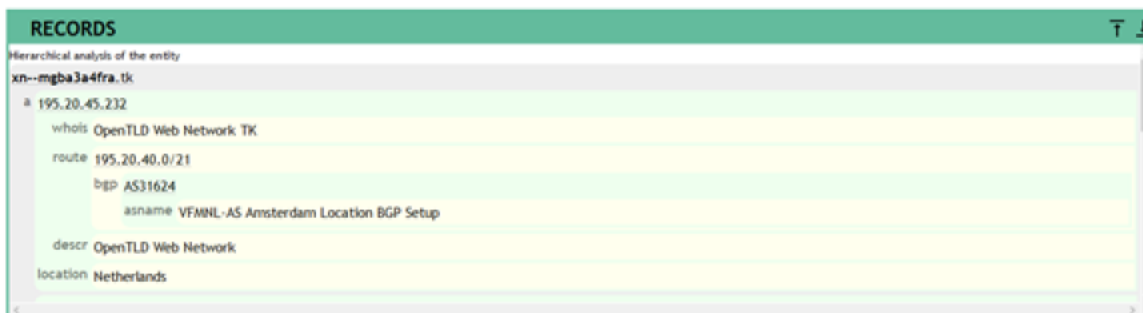 RECORDS
Hierarchical analysis of the entity
xn--mgba3a4fra.tk
a 195.20.45.232
whois OpenTLD Web Network TK
route 195.20.40.0/21
bgp AS31624
asname VFMNL-AS Amsterdam Location BGP Setup
descr OpenTLD Web Network
location Netherlands